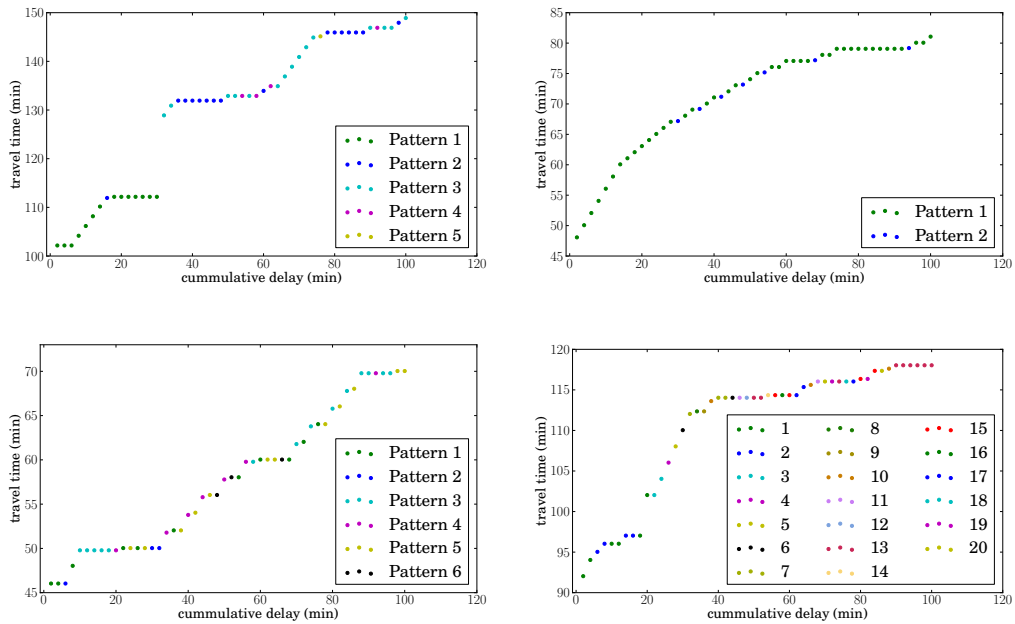 150
140
130
120
110
100
travel time (min)
0 20 40 60 80 100 120
cummulative delay (min)
Pattern 1
Pattern 2
Pattern 3
Pattern 4
Pattern 5
85
80
75
70
65
60
55
50
45
travel time (min)
0 20 40 60 80 100 120
cummulative delay (min)
Pattern 1
Pattern 2
70
65
60
55
50
45
travel time (min)
0 20 40 60 80 100 120
cummulative delay (min)
Pattern 1
Pattern 2
Pattern 3
Pattern 4
Pattern 5
Pattern 6
120
115
110
105
100
95
90
travel time (min)
0 20 40 60 80 100 120
cummulative delay (min)
1 8 15
2 9 16
3 10 17
4 11 18
5 12 19
6 13 20
7 14